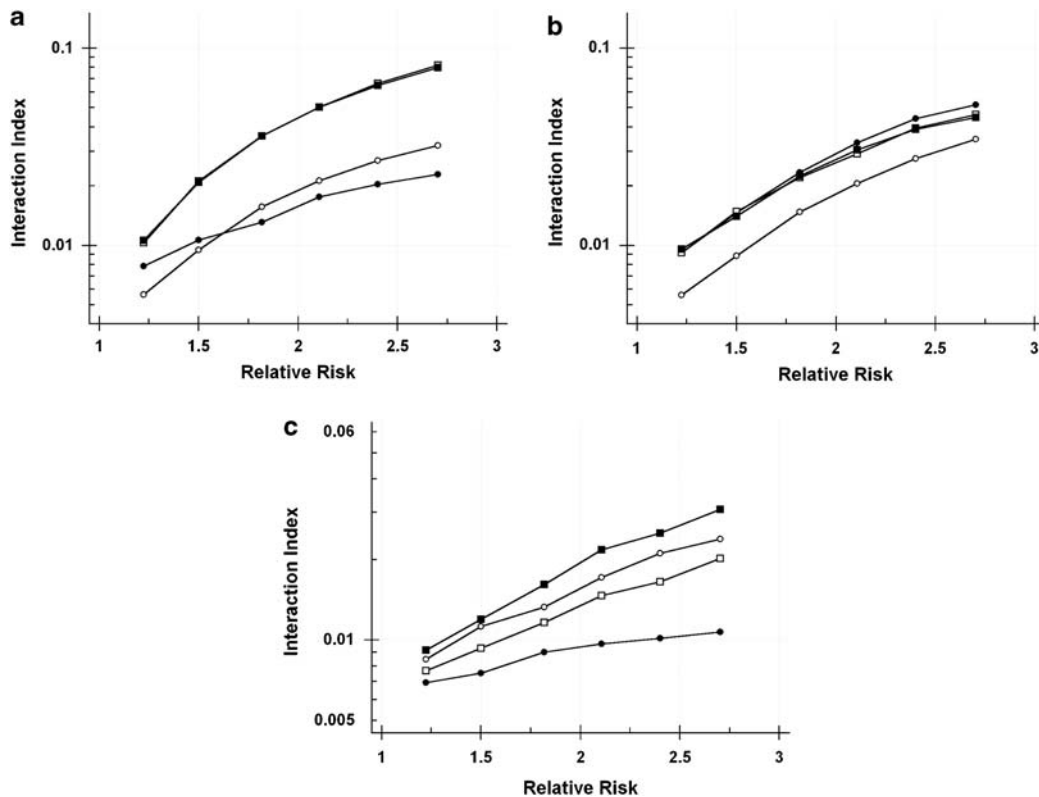 a
0.1
0.01
Interaction Index
1
1.5
2
2.5
3
Relative Risk
b
0.1
0.01
Interaction Index
1
1.5
2
2.5
3
Relative Risk
c
0.06
0.01
0.005
Interaction Index
1
1.5
2
2.5
3
Relative Risk